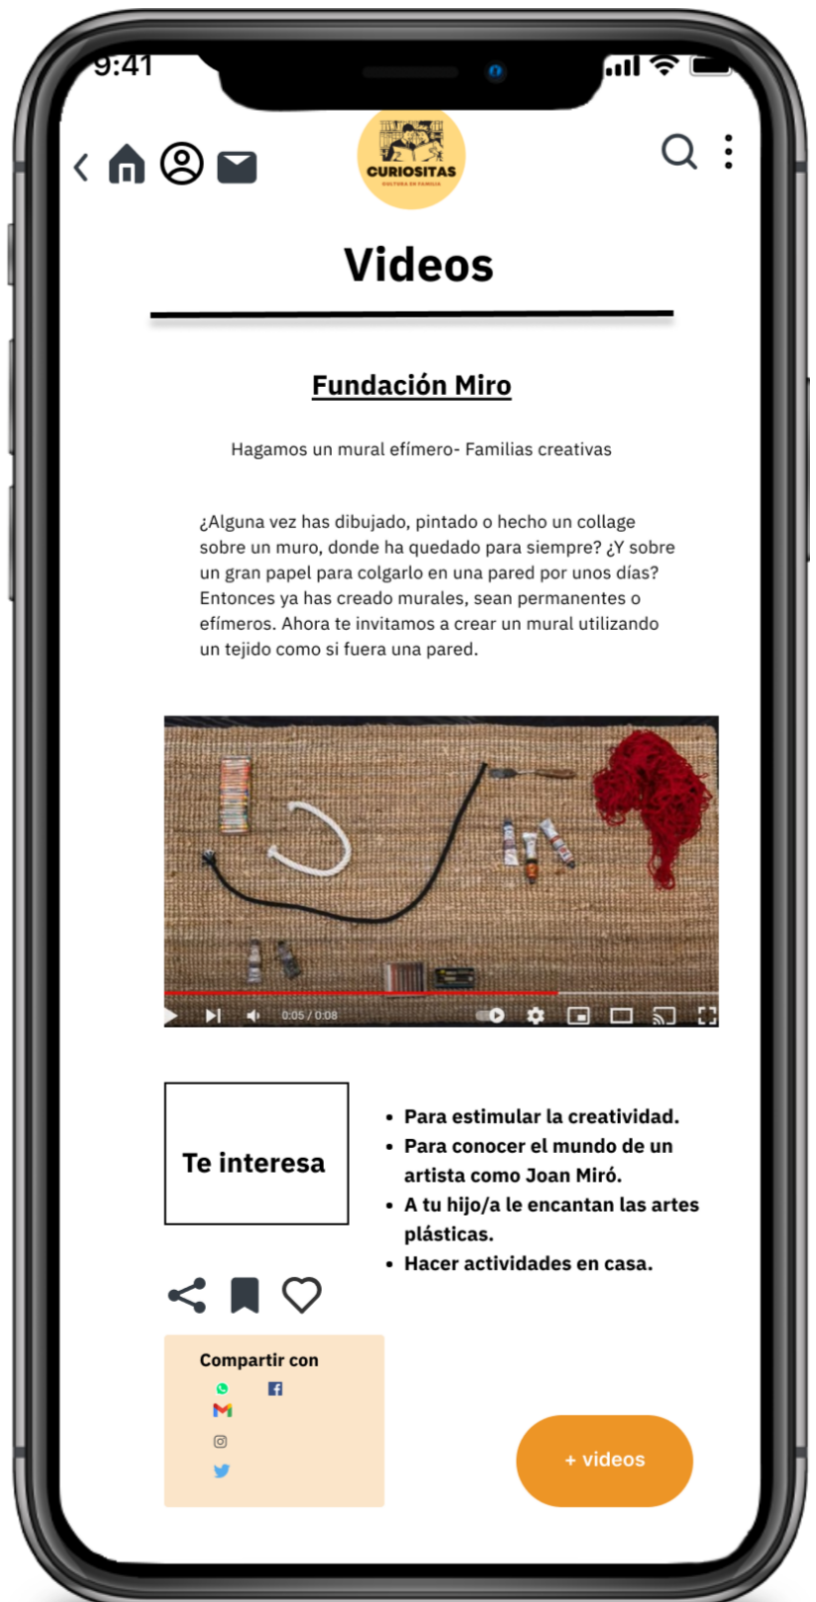 9:41
CURIOSITAS
CULTURA EN FAMILIA
Videos
Fundación Miro
Hagamos un mural efímero- Familias creativas
¿Alguna vez has dibujado, pintado o hecho un collage
sobre un muro, donde ha quedado para siempre? ¿Y sobre
un gran papel para colgarlo en una pared por unos días?
Entonces ya has creado murales, sean permanentes o
efímeros. Ahora te invitamos a crear un mural utilizando
un tejido como si fuera una pared.
0:05 / 0:08
Te interesa
• Para estimular la creatividad.
• Para conocer el mundo de un
artista como Joan Miró.
• A tu hijo/a le encantan las artes
plásticas.
• Hacer actividades en casa.
Compartir con
+ videos